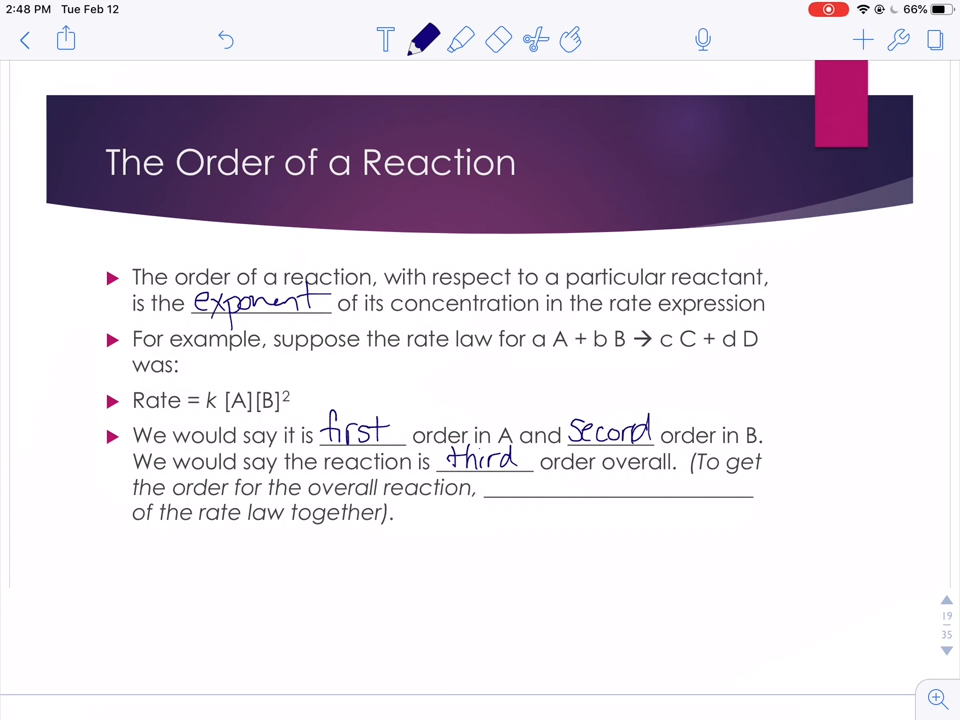 2:48 PM Tue Feb 12 66%
T
The Order of a Reaction
The order of a reaction, with respect to a particular reactant,
is the exponent of its concentration in the rate expression
For example, suppose the rate law for a A + b B → c C + d D
was:
Rate = k [A][B]²
We would say it is first order in A and second order in B.
We would say the reaction is third order overall. (To get
the order for the overall reaction, ____________________
of the rate law together).
19
35